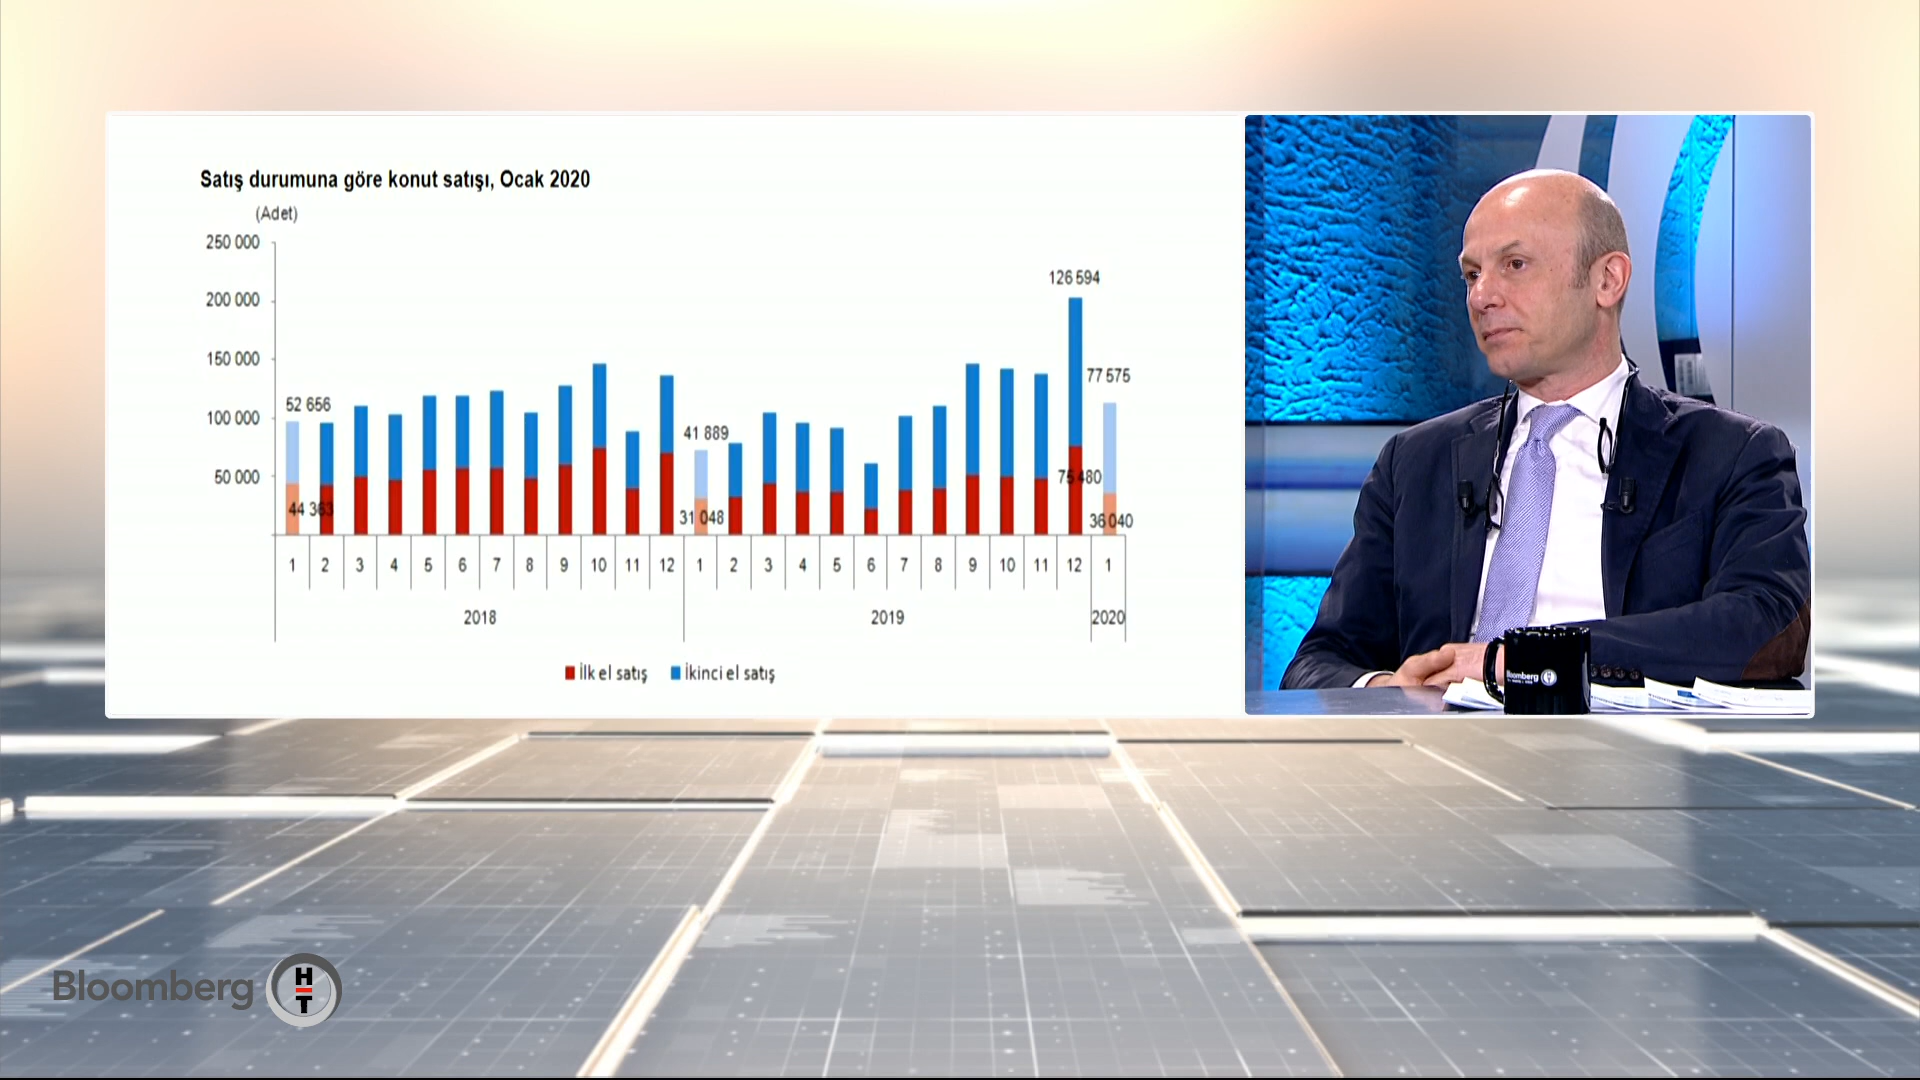 Satış durumuna göre konut satışı, Ocak 2020
(Adet)
250 000
200 000
150 000
100 000
50 000
52 656
44 363
41 889
31 048
126 594
75 480
77 575
36 040
1 2 3 4 5 6 7 8 9 10 11 12 1 2 3 4 5 6 7 8 9 10 11 12 1
2018 2019 2020
İlk el satış İkinci el satış
Bloomberg HT
Bloomberg HT